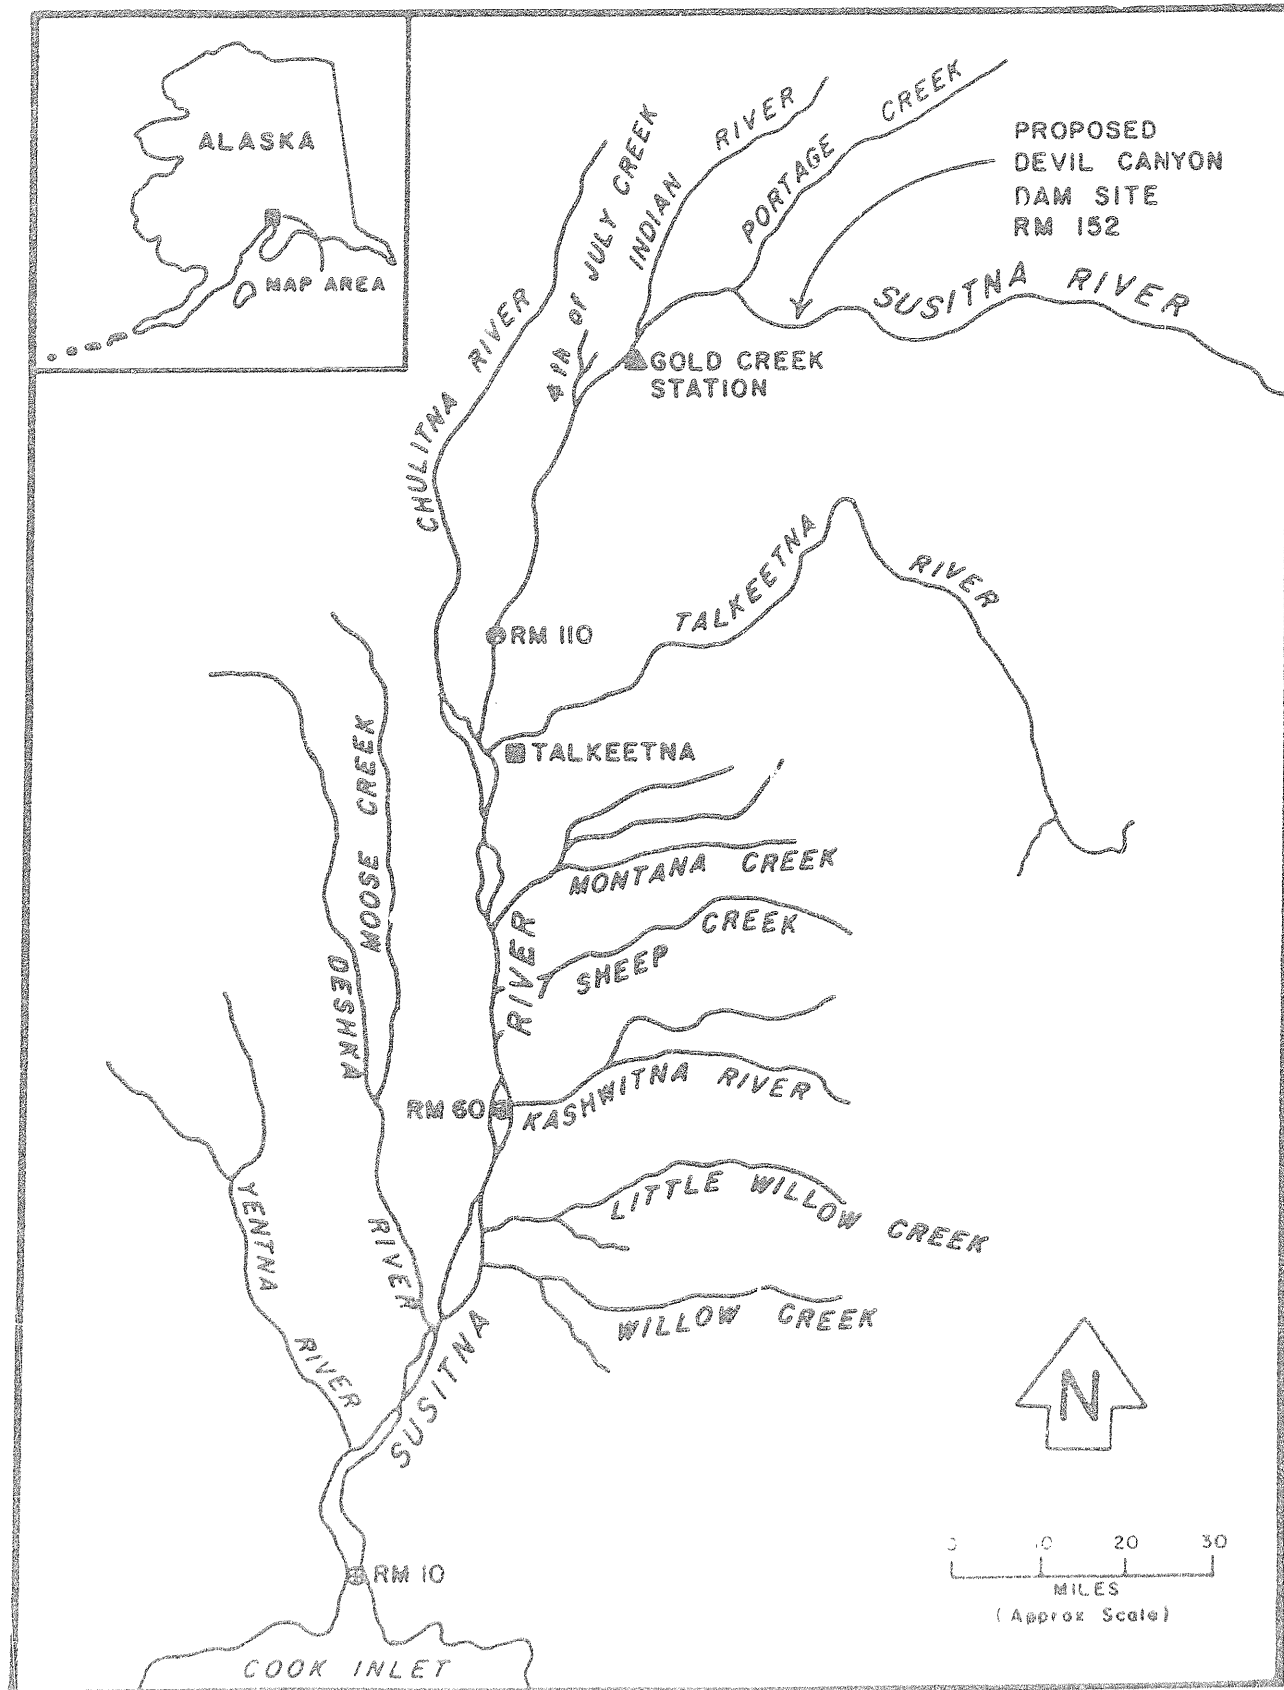 ALASKA
MAP AREA
CHULITNA RIVER
4th of JULY CREEK
INDIAN RIVER
PORTAGE CREEK
PROPOSED
DEVIL CANYON
DAM SITE
RM 152
SUSITNA RIVER
GOLD CREEK
STATION
TALKEETNA RIVER
RM 110
TALKEETNA
MOOSE CREEK
MONTANA CREEK
SHEEP CREEK
DESHKA RIVER
RM 60
KASHWITNA RIVER
YENTNA RIVER
LITTLE WILLOW CREEK
WILLOW CREEK
SUSITNA RIVER
N
0 10 20 30
MILES
(Approx Scale)
RM 10
COOK INLET